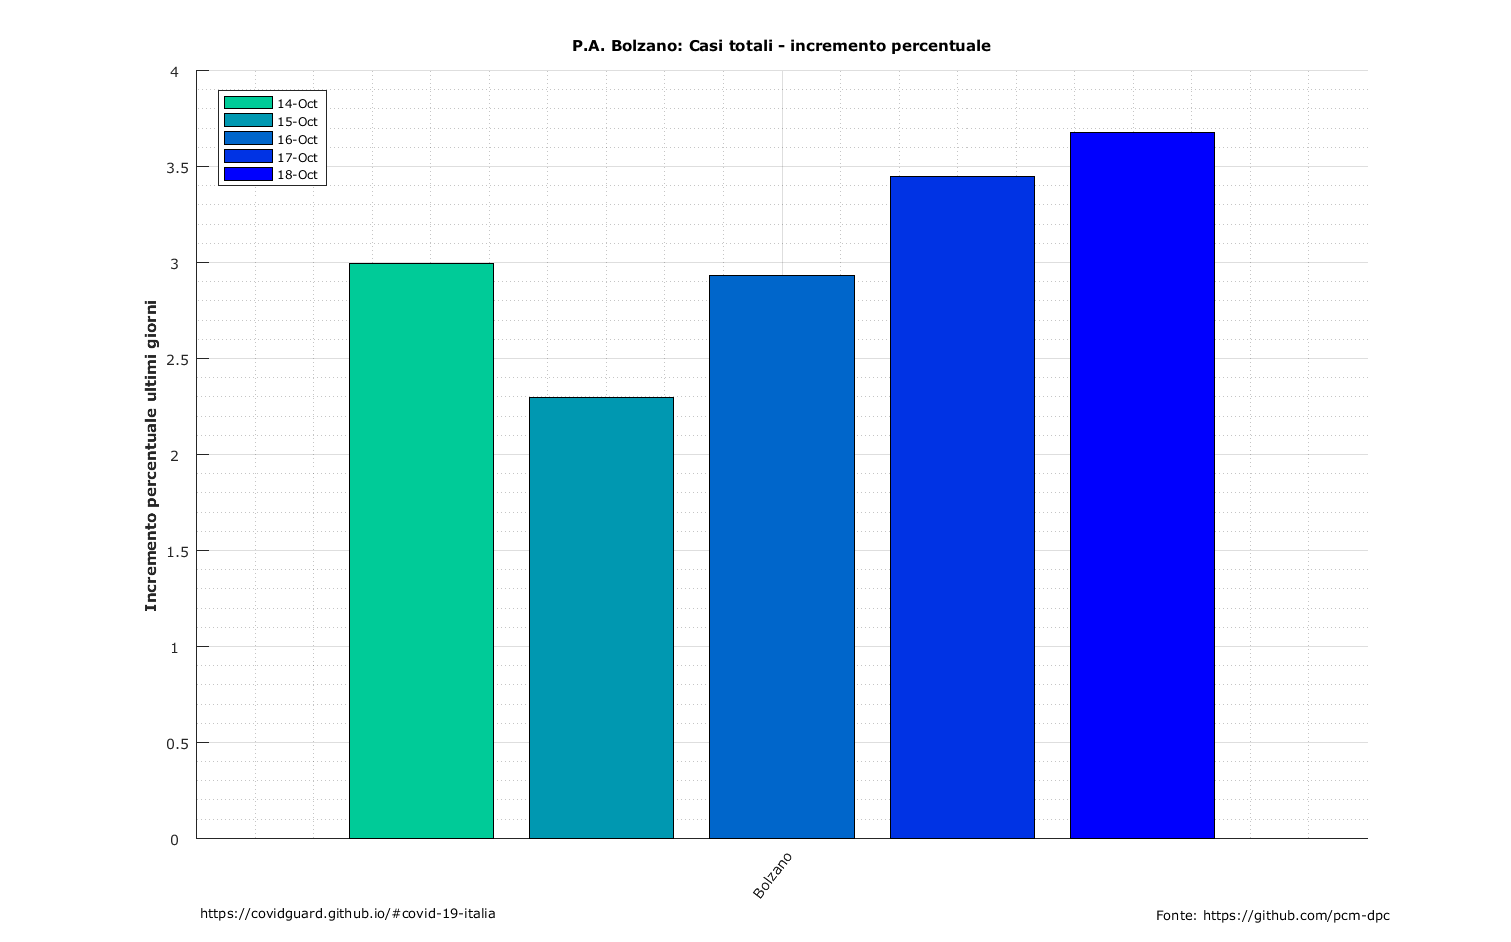 P.A. Bolzano: Casi totali - incremento percentuale
4
3.5
3
2.5
2
1.5
1
0.5
0
14-Oct
15-Oct
16-Oct
17-Oct
18-Oct
Incremento percentuale ultimi giorni
Bolzano
https://covidguard.github.io/#covid-19-italia
Fonte: https://github.com/pcm-dpc